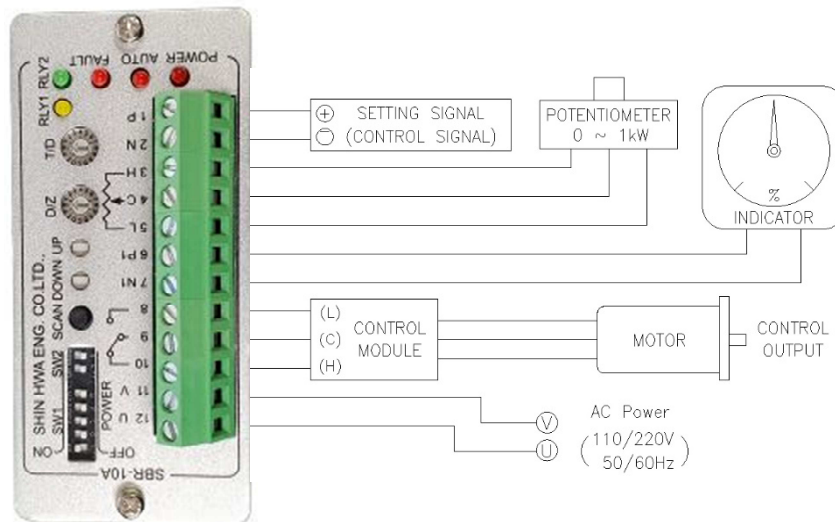 POWER
AUTO
FAULT
RLY2
RLY1
T/D
D/Z
UP
DOWN
SCAN
SHIN HWA ENG. CO.LTD.,
SW2
SW1
ON
OFF
POWER
SBR-10A
1 P
2 N
3 H
4 C
5 L
6 P1
7 N1
8
9
10
11 V
12 U
+ SETTING SIGNAL
− (CONTROL SIGNAL)
POTENTIOMETER
0 ~ 1kW
%
INDICATOR
(L)
(C)
(H)
CONTROL
MODULE
MOTOR
CONTROL
OUTPUT
V
U
AC Power
(110/220V
50/60Hz)